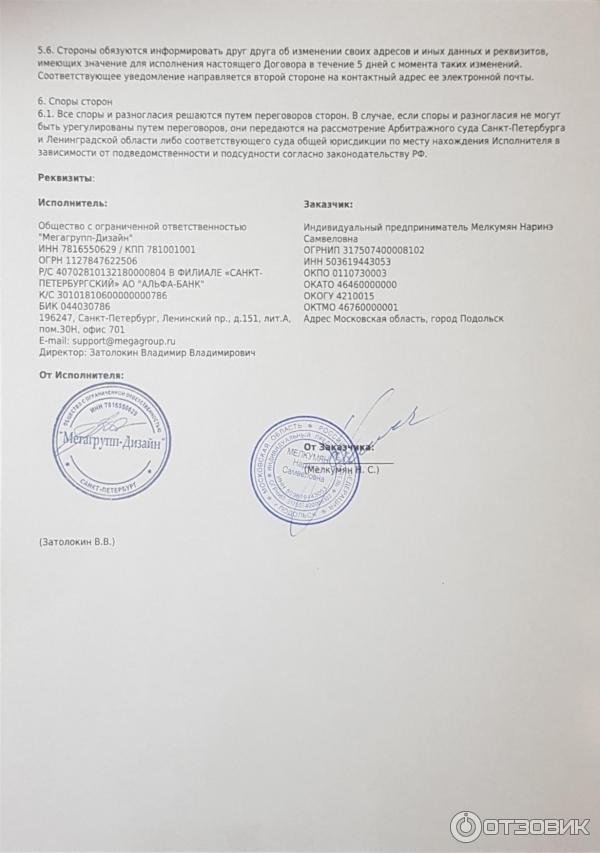 5.6. Стороны обязуются информировать друг друга об изменении своих адресов и иных данных и реквизитов,
имеющих значение для исполнения настоящего Договора в течение 5 дней с момента таких изменений.
Соответствующее уведомление направляется второй стороне на контактный адрес ее электронной почты.
6. Споры сторон
6.1. Все споры и разногласия решаются путем переговоров сторон. В случае, если споры и разногласия не могут
быть урегулированы путем переговоров, они передаются на рассмотрение Арбитражного суда Санкт-Петербурга
и Ленинградской области либо соответствующего суда общей юрисдикции по месту нахождения Исполнителя в
зависимости от подведомственности и подсудности согласно законодательству РФ.
Реквизиты:
Исполнитель:
Общество с ограниченной ответственностью
"Мегагрупп-Дизайн"
ИНН 7816550629 / КПП 781001001
ОГРН 1127847622506
Р/С 40702810132180000804 В ФИЛИАЛЕ «САНКТ-
ПЕТЕРБУРГСКИЙ» АО "АЛЬФА-БАНК"
К/С 30101810600000000786
БИК 044030786
196247, Санкт-Петербург, Ленинский пр., д.151, лит.А,
пом.30Н, офис 701
E-mail: support@megagroup.ru
Директор: Затолокин Владимир Владимирович
Заказчик:
Индивидуальный предприниматель Мелкумян Наринэ
Самвеловна
ОГРНИП 317507400008102
ИНН 503619443053
ОКПО 0110730003
ОКАТО 46460000000
ОКОГУ 4210015
ОКТМО 46760000001
Адрес Московская область, город Подольск
От Исполнителя:
ОБЩЕСТВО С ОГРАНИЧЕННОЙ ОТВЕТСТВЕННОСТЬЮ
ИНН 7816550629
"Мегагрупп-Дизайн"
САНКТ-ПЕТЕРБУРГ
(Затолокин В.В.)
От Заказчика:
(Мелкумян Н. С.)
МОСКОВСКАЯ ОБЛАСТЬ
ИНДИВИДУАЛЬНЫЙ
МЕЛКУМЯН
Самвеловна
ПОДОЛЬСК
ОТЗОВИК